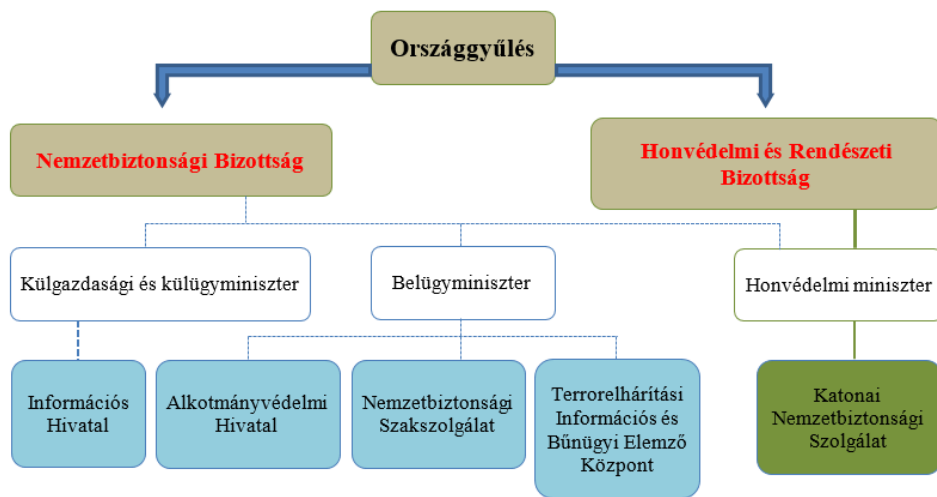 Országgyűlés
Nemzetbiztonsági Bizottság
Honvédelmi és Rendészeti
Bizottság
Külgazdasági és külügyminiszter
Belügyminiszter
Honvédelmi miniszter
Információs
Hivatal
Alkotmányvédelmi
Hivatal
Nemzetbiztonsági
Szakszolgálat
Terrorelhárítási
Információs és
Bűnügyi Elemző
Központ
Katonai
Nemzetbiztonsági
Szolgálat